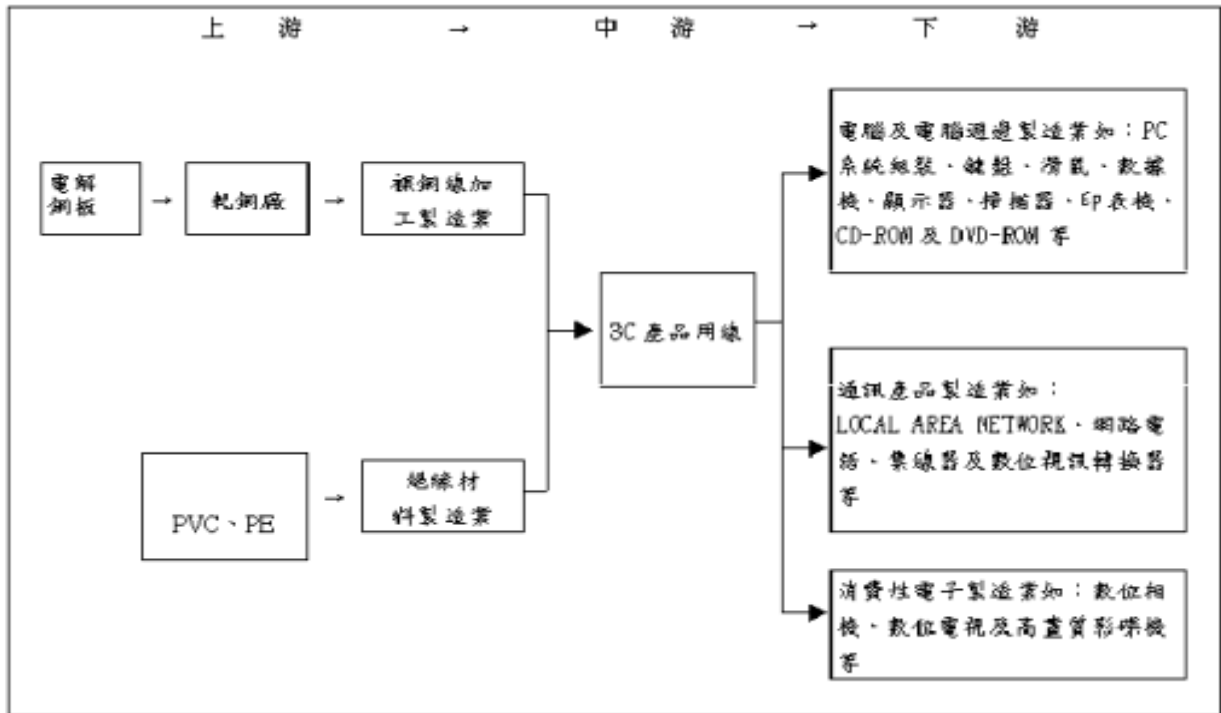 上 游 → 中 游 → 下 游
電解
銅板
→
軋銅廠
→
裸銅線加
工製造業
PVC、PE
→
絕緣材
料製造業
3C 產品用線
電腦及電腦週邊製造業如：PC
系統組裝、鍵盤、滑鼠、數據
機、顯示器、掃描器、印表機、
CD-ROM 及 DVD-ROM 等
通訊產品製造業如：
LOCAL AREA NETWORK、網路電
話、集線器及數位視訊轉換器
等
消費性電子製造業如：數位相
機、數位電視及高畫質影碟機
等